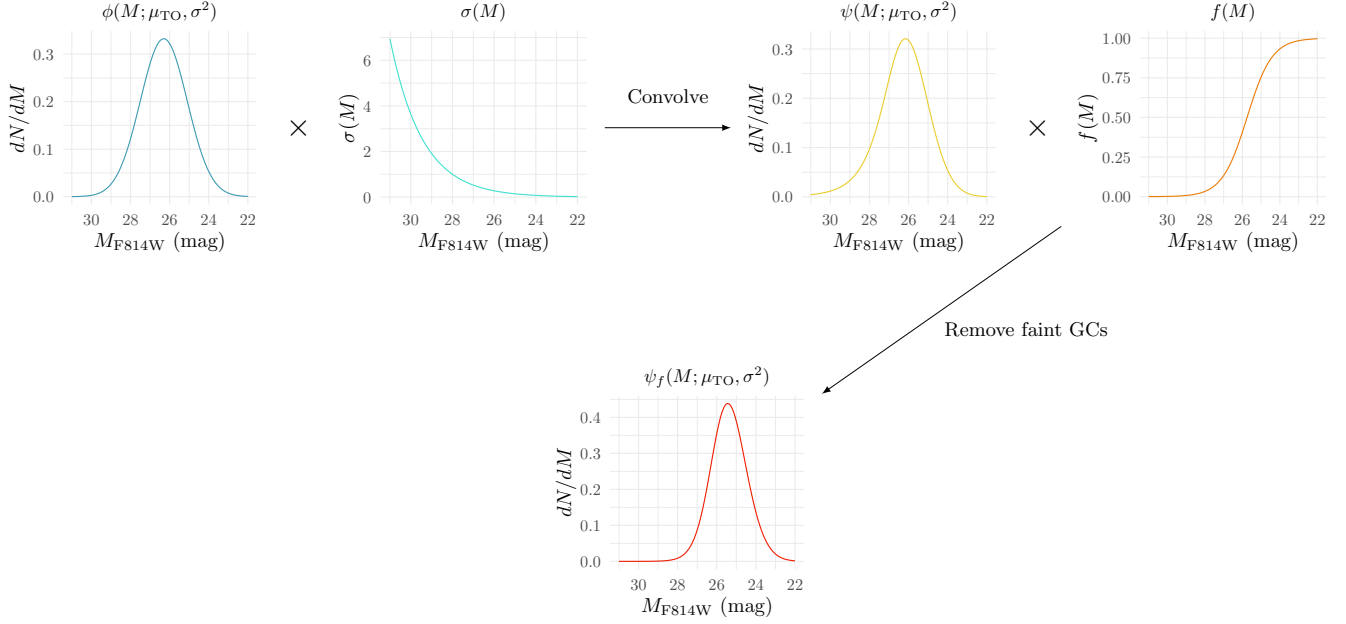 ϕ(M; μTO, σ²)
σ(M)
ψ(M; μTO, σ²)
f(M)
0.3
0.2
0.1
0.0
dN/dM
30 28 26 24 22
MF814W (mag)
×
6
4
2
0
σ(M)
30 28 26 24 22
MF814W (mag)
Convolve
0.3
0.2
0.1
0.0
dN/dM
30 28 26 24 22
MF814W (mag)
×
1.00
0.75
0.50
0.25
0.00
f(M)
30 28 26 24 22
MF814W (mag)
Remove faint GCs
ψf(M; μTO, σ²)
0.4
0.3
0.2
0.1
0.0
dN/dM
30 28 26 24 22
MF814W (mag)